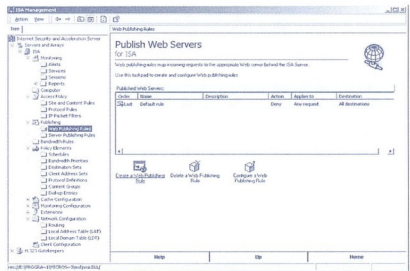 ISA Management
Action View
Tree
Web Publishing Rules
Internet Security and Acceleration Server
Servers and Arrays
ISA
Monitoring
Alerts
Services
Sessions
Reports
Computer
Access Policy
Site and Content Rules
Protocol Rules
IP Packet Filters
Publishing
Web Publishing Rules
Server Publishing Rules
Bandwidth Rules
Policy Elements
Schedules
Bandwidth Priorities
Destination Sets
Client Address Sets
Protocol Definitions
Content Groups
Dial-up Entries
Cache Configuration
Monitoring Configuration
Extensions
Network Configuration
Routing
Local Address Table (LAT)
Local Domain Table (LDT)
Client Configuration
H.323 Gatekeepers
Publish Web Servers
for ISA
Web publishing rules map incoming requests to the appropriate Web server behind the ISA Server.
Use this taskpad to create and configure Web publishing rules
Published Web Servers:
Order Name Description Action Applies to Destination
Last Default rule Deny Any request All destinations
Create a Web Publishing Rule
Delete a Web Publishing Rule
Configure a Web Publishing Rule
Help Up Home